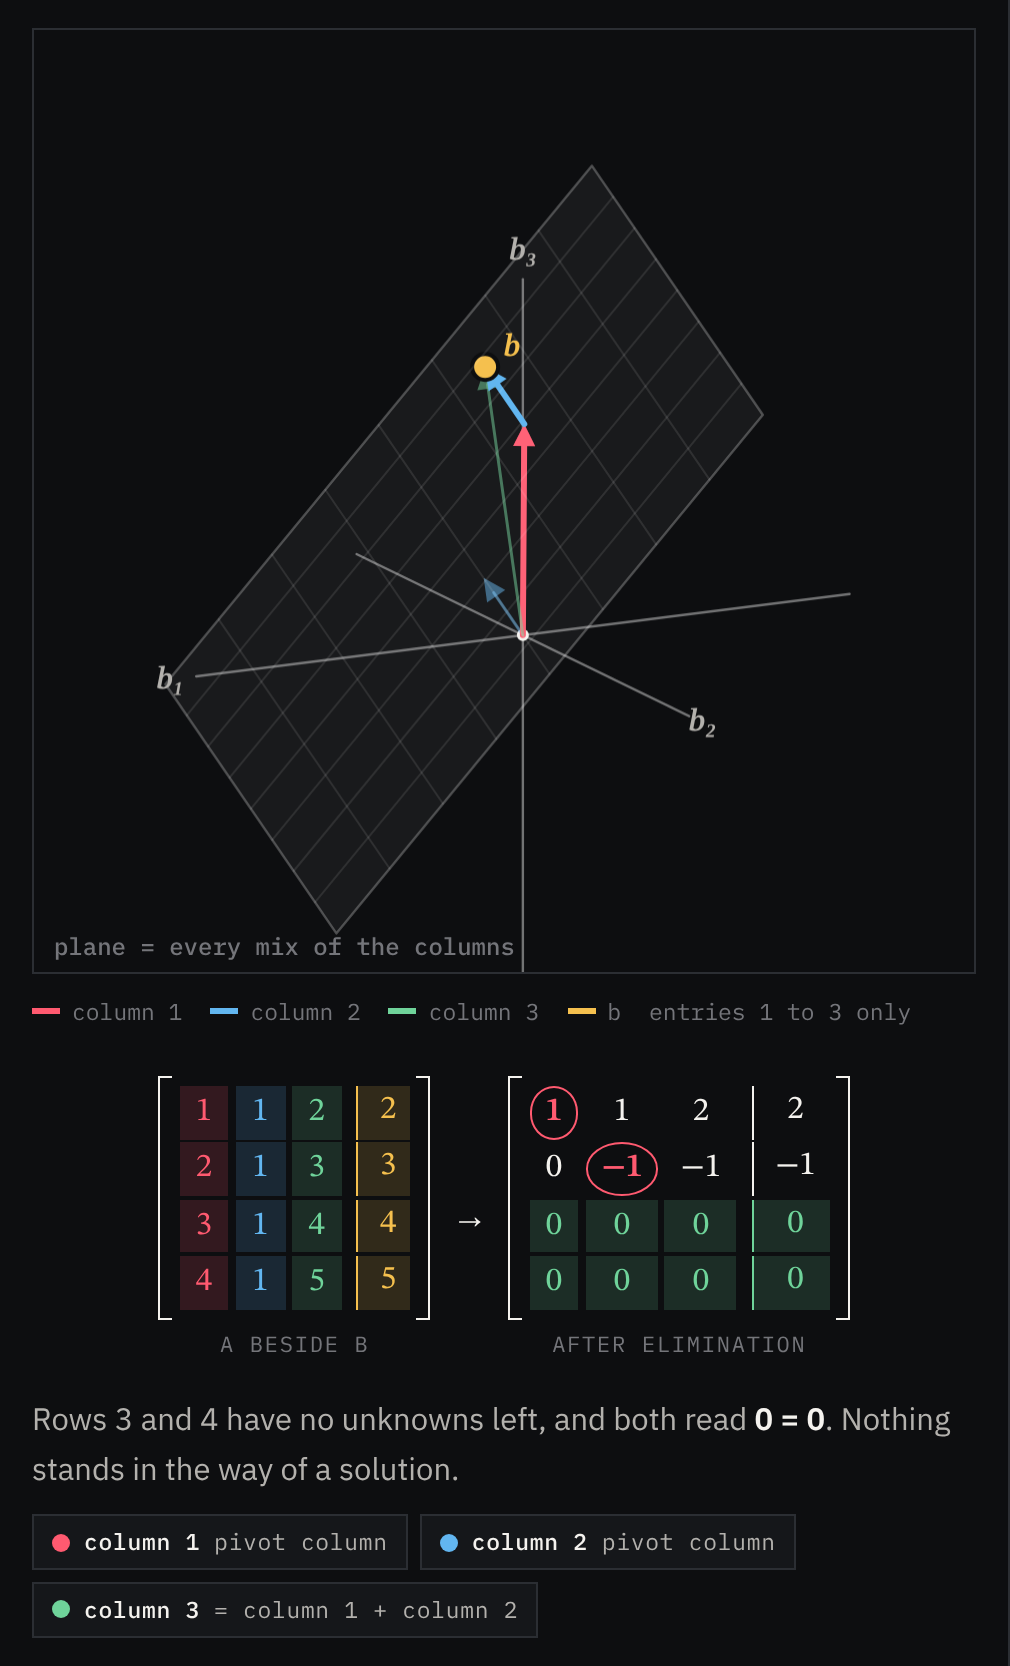 b₃
b
b₁
b₂
plane = every mix of the columns
column 1 column 2 column 3 b entries 1 to 3 only
1 1 2 2 1 1 2 2
2 1 3 3 0 −1 −1 −1
3 1 4 4 → 0 0 0 0
4 1 5 5 0 0 0 0
A BESIDE B AFTER ELIMINATION
Rows 3 and 4 have no unknowns left, and both read 0 = 0. Nothing
stands in the way of a solution.
column 1 pivot column column 2 pivot column
column 3 = column 1 + column 2